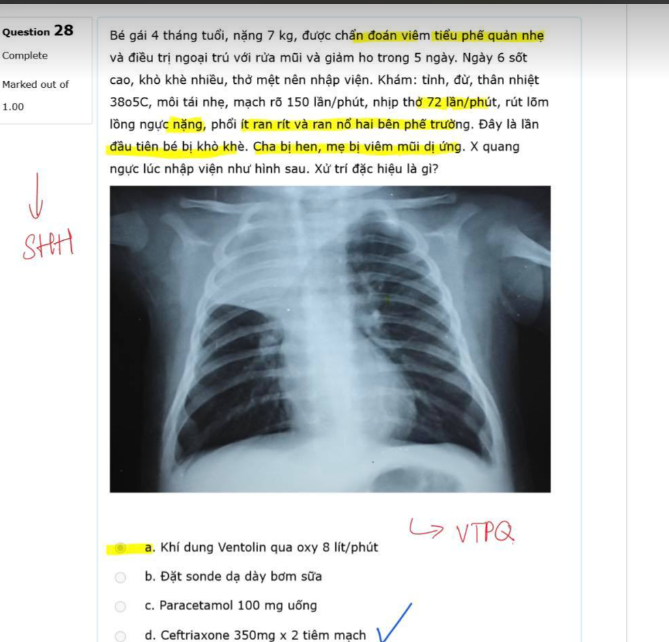 Question 28
Complete
Marked out of
1.00
Bé gái 4 tháng tuổi, nặng 7 kg, được chẩn đoán viêm tiểu phế quản nhẹ
và điều trị ngoại trú với rửa mũi và giảm ho trong 5 ngày. Ngày 6 sốt
cao, khò khè nhiều, thở mệt nên nhập viện. Khám: tỉnh, đừ, thân nhiệt
38o5C, môi tái nhẹ, mạch rõ 150 lần/phút, nhịp thở 72 lần/phút, rút lõm
lồng ngực nặng, phổi ít ran rít và ran nổ hai bên phế trường. Đây là lần
đầu tiên bé bị khò khè. Cha bị hen, mẹ bị viêm mũi dị ứng. X quang
ngực lúc nhập viện như hình sau. Xử trí đặc hiệu là gì?
SHH
VTPQ
a. Khí dung Ventolin qua oxy 8 lít/phút
b. Đặt sonde dạ dày bơm sữa
c. Paracetamol 100 mg uống
d. Ceftriaxone 350mg x 2 tiêm mạch